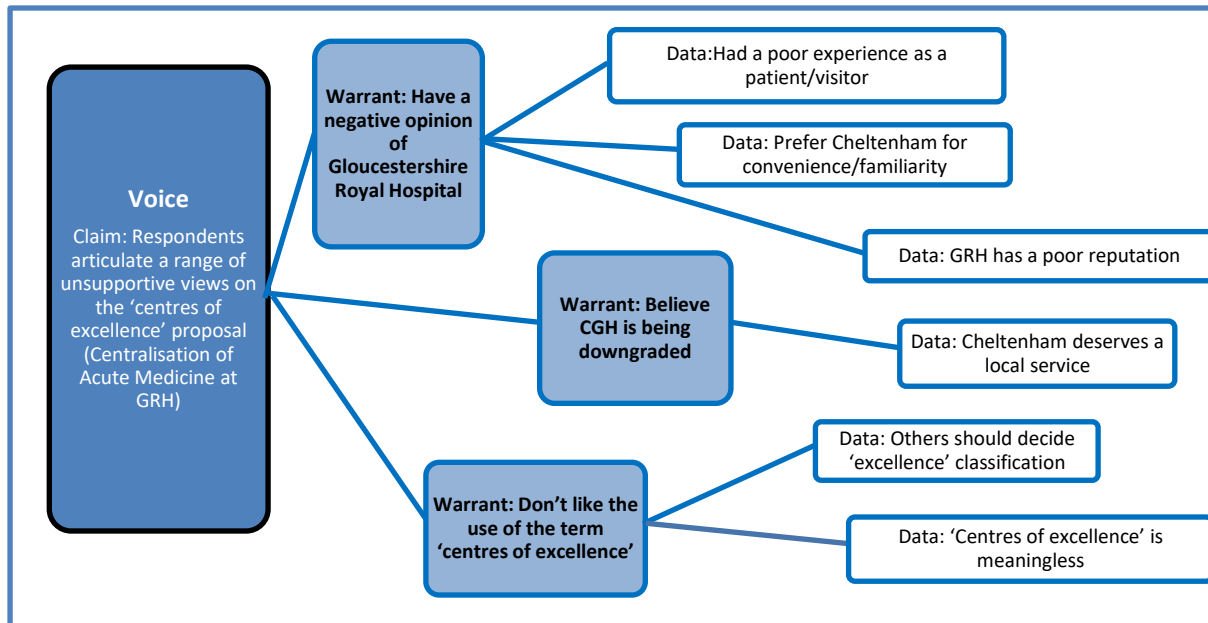 Voice
Claim: Respondents
articulate a range of
unsupportive views on
the ‘centres of
excellence’ proposal
(Centralisation of
Acute Medicine at
GRH)
Warrant: Have a
negative opinion
of
Gloucestershire
Royal Hospital
Data:Had a poor experience as a
patient/visitor
Data: Prefer Cheltenham for
convenience/familiarity
Data: GRH has a poor reputation
Warrant: Believe
CGH is being
downgraded
Data: Cheltenham deserves a
local service
Warrant: Don’t like the
use of the term
‘centres of excellence’
Data: Others should decide
‘excellence’ classification
Data: ‘Centres of excellence’ is
meaningless